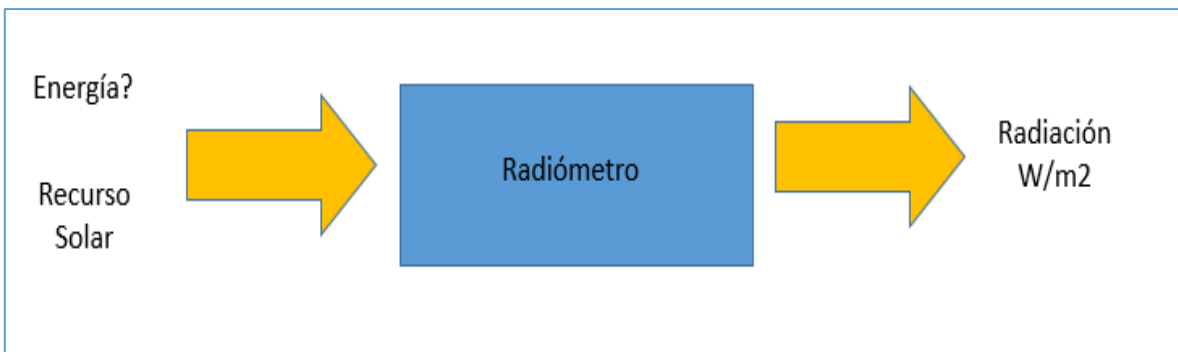 Energía?
Recurso
Solar
Radiómetro
Radiación
W/m2